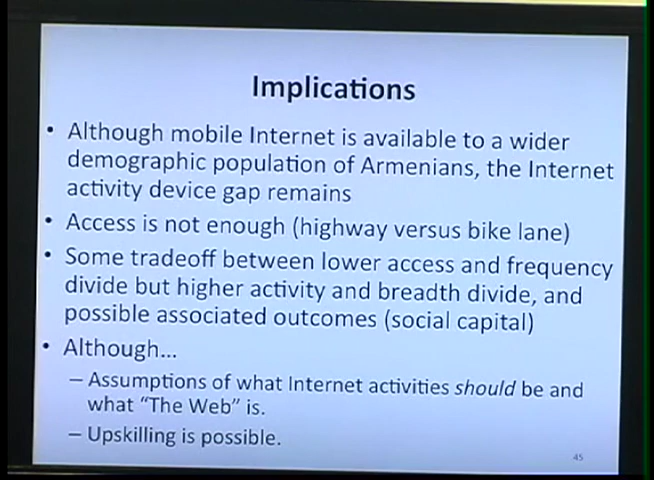 Implications
• Although mobile Internet is available to a wider
demographic population of Armenians, the Internet
activity device gap remains
• Access is not enough (highway versus bike lane)
• Some tradeoff between lower access and frequency
divide but higher activity and breadth divide, and
possible associated outcomes (social capital)
• Although…
– Assumptions of what Internet activities should be and
what “The Web” is.
– Upskilling is possible.
45